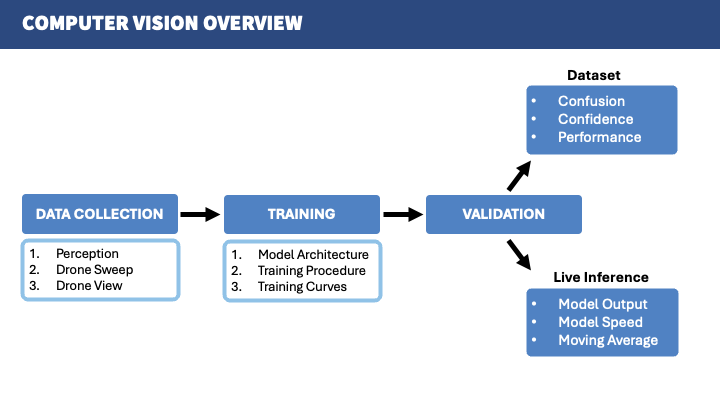 COMPUTER VISION OVERVIEW
Dataset
• Confusion
• Confidence
• Performance
DATA COLLECTION
TRAINING
VALIDATION
1. Perception
2. Drone Sweep
3. Drone View
1. Model Architecture
2. Training Procedure
3. Training Curves
Live Inference
• Model Output
• Model Speed
• Moving Average